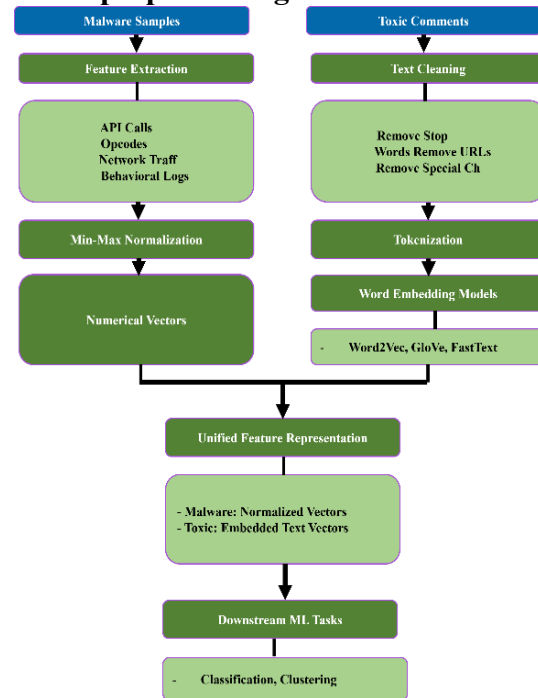 Malware Samples
Feature Extraction
API Calls
Opcodes
Network Traff
Behavioral Logs
Min-Max Normalization
Numerical Vectors
Toxic Comments
Text Cleaning
Remove Stop
Words Remove URLs
Remove Special Ch
Tokenization
Word Embedding Models
- Word2Vec, GloVe, FastText
Unified Feature Representation
- Malware: Normalized Vectors
- Toxic: Embedded Text Vectors
Downstream ML Tasks
- Classification, Clustering